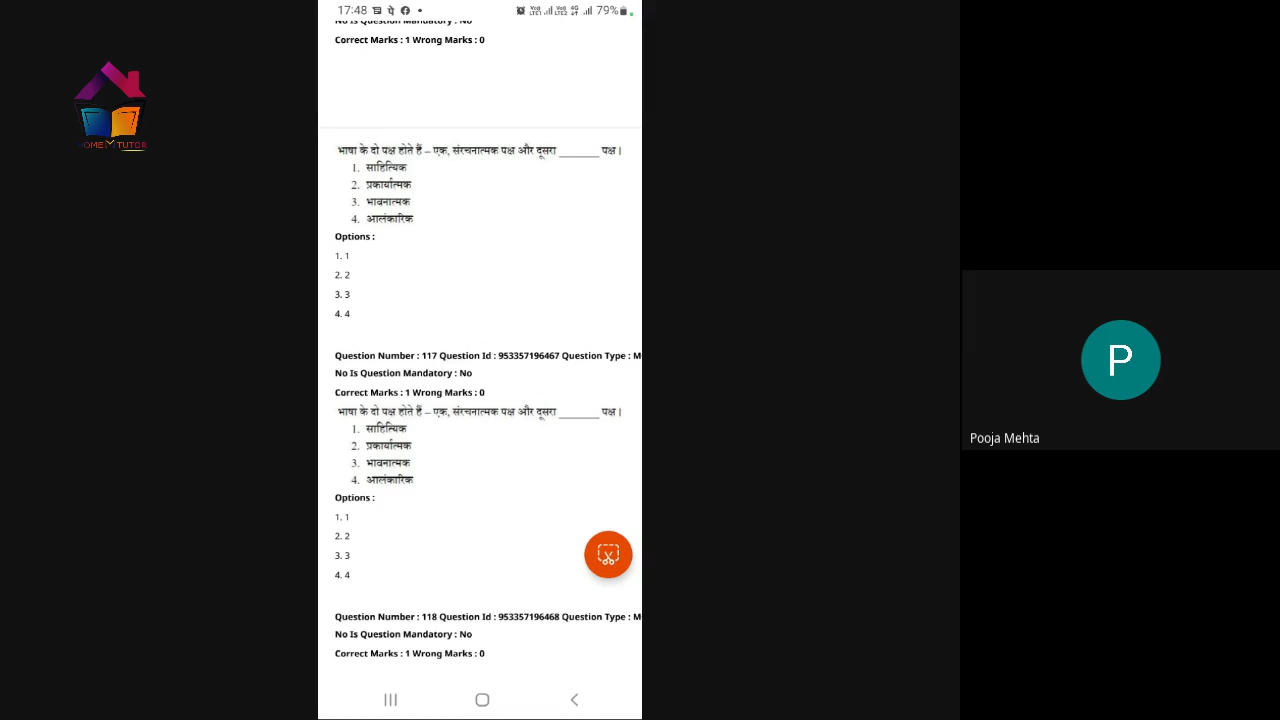 17:48
79%
No Is Question Mandatory : No
Correct Marks : 1 Wrong Marks : 0
HOME TUTOR
भाषा के दो पक्ष होते हैं – एक, संरचनात्मक पक्ष और दूसरा _______ पक्ष।
1. साहित्यिक
2. प्रकार्यात्मक
3. भावनात्मक
4. आलंकारिक
Options :
1. 1
2. 2
3. 3
4. 4
Question Number : 117 Question Id : 953357196467 Question Type : M
No Is Question Mandatory : No
Correct Marks : 1 Wrong Marks : 0
भाषा के दो पक्ष होते हैं – एक, संरचनात्मक पक्ष और दूसरा _______ पक्ष।
1. साहित्यिक
2. प्रकार्यात्मक
3. भावनात्मक
4. आलंकारिक
Options :
1. 1
2. 2
3. 3
4. 4
Question Number : 118 Question Id : 953357196468 Question Type : M
No Is Question Mandatory : No
Correct Marks : 1 Wrong Marks : 0
P
Pooja Mehta